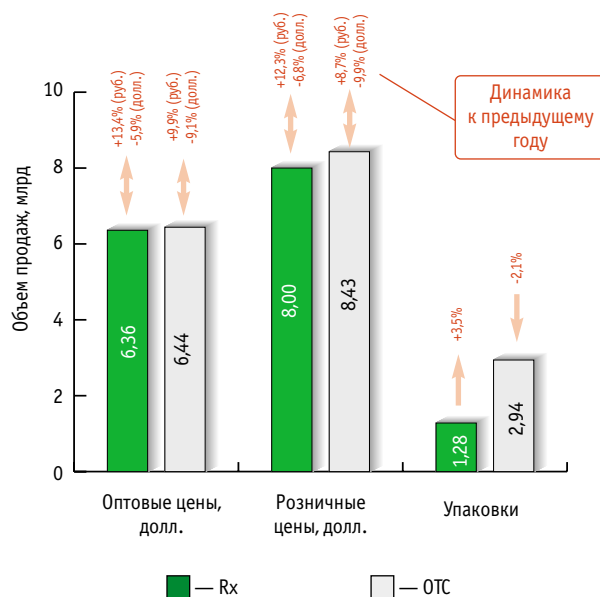 +12,3% (руб.)
-6,8% (долл.)
+8,7% (руб.)
-9,9% (долл.)
+13,4% (руб.)
-5,9% (долл.)
+9,9% (руб.)
-9,1% (долл.)
Динамика
к предыдущему
году
Объем продаж, млрд
10
8
6
4
2
0
6,36
6,44
8,00
8,43
+3,5%
-2,1%
1,28
2,94
Оптовые цены,
долл.
Розничные
цены, долл.
Упаковки
— Rx
— OTC